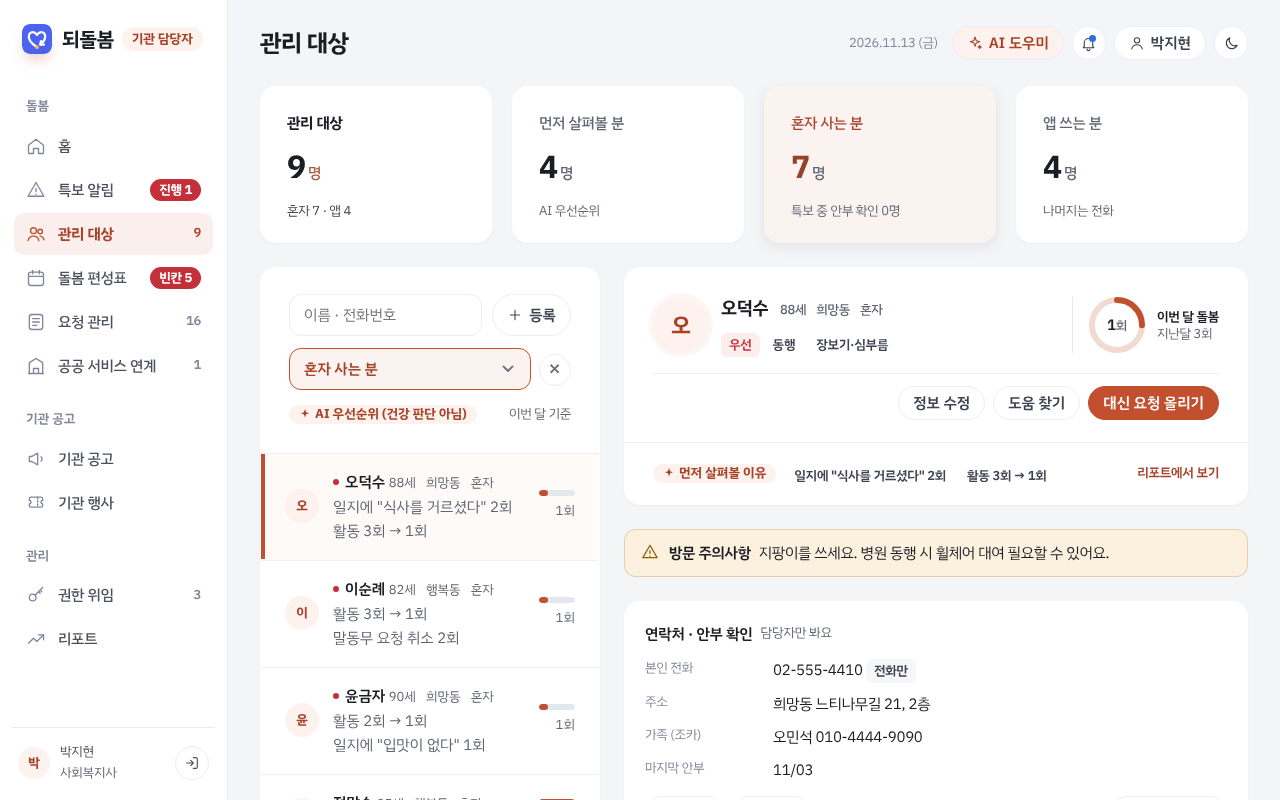 되돌봄 기관 담당자
돌봄
홈
특보 알림 진행 1
관리 대상 9
돌봄 편성표 빈칸 5
요청 관리 16
공공 서비스 연계 1
기관 공고
기관 공고
기관 행사
관리
권한 위임 3
리포트
박 박지현
사회복지사
관리 대상
2026.11.13 (금) AI 도우미 박지현
관리 대상
9명
혼자 7 · 앱 4
먼저 살펴볼 분
4명
AI 우선순위
혼자 사는 분
7명
특보 중 안부 확인 0명
앱 쓰는 분
4명
나머지는 전화
이름 · 전화번호 등록
혼자 사는 분
AI 우선순위 (건강 판단 아님) 이번 달 기준
오 오덕수 88세 희망동 혼자
일지에 "식사를 거르셨다" 2회
활동 3회 → 1회
1회
이 이순례 82세 행복동 혼자
활동 3회 → 1회
말동무 요청 취소 2회
1회
윤 윤금자 90세 희망동 혼자
활동 2회 → 1회
일지에 "입맛이 없다" 1회
1회
오 오덕수 88세 희망동 혼자
우선 동행 장보기·심부름
1회 이번 달 돌봄
지난달 3회
정보 수정 도움 찾기 대신 요청 올리기
먼저 살펴볼 이유 일지에 "식사를 거르셨다" 2회 활동 3회 → 1회 리포트에서 보기
방문 주의사항 지팡이를 쓰세요. 병원 동행 시 휠체어 대여 필요할 수 있어요.
연락처 · 안부 확인 담당자만 봐요
본인 전화 02-555-4410 전화만
주소 희망동 느티나무길 21, 2층
가족 (조카) 오민석 010-4444-9090
마지막 안부 11/03